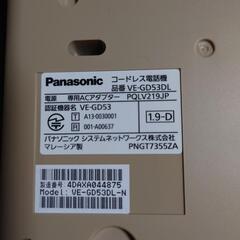 Panasonic コードレス電話機
品番 VE-GD53DL
電源 専用ACアダプター PQLV219JP
認証機器名 VE-GD53
T A13-0030001
R 001-A00637
1.9-D
パナソニック システムネットワークス株式会社
マレーシア製 PNGT7355ZA
製造番号: 4DAXA044875
Model No.: VE-GD53DL-N